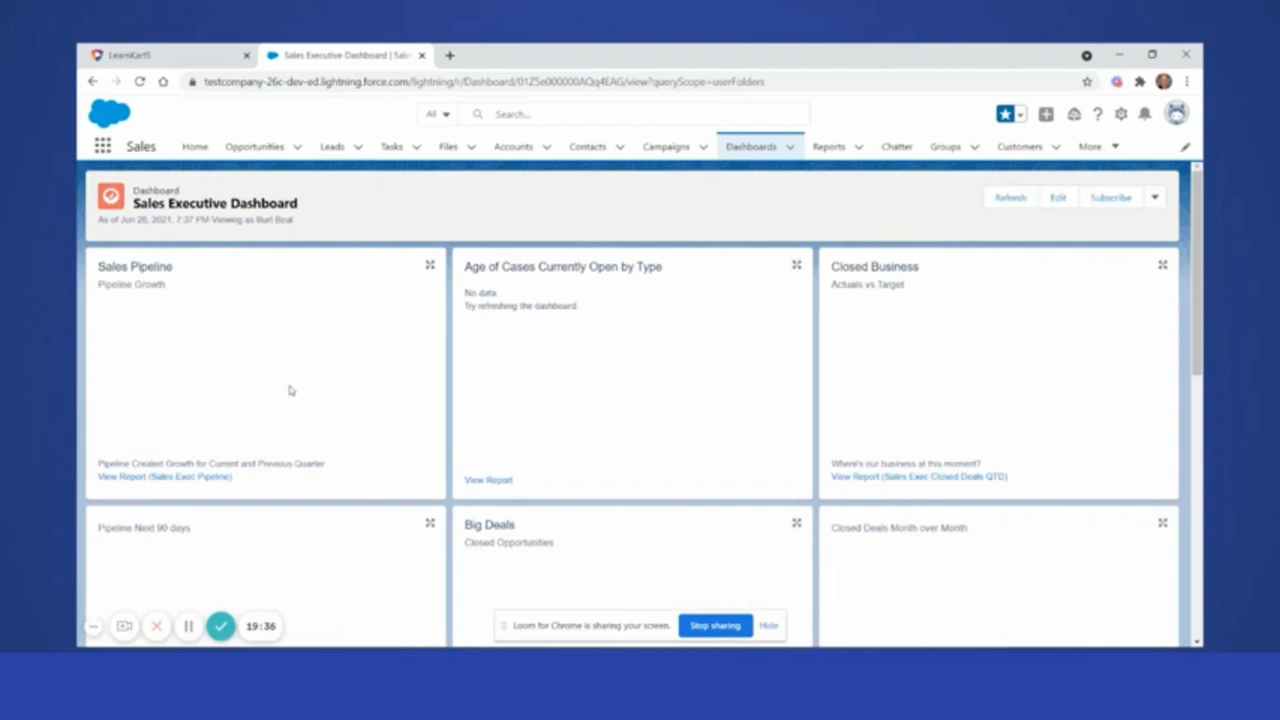 LearnKartS
Sales Executive Dashboard | Sale
testcompany-26c-dev-ed.lightning.force.com/lightning/r/Dashboard/01Z5e000000AQq4EAG/view?queryScope=userFolders
All
Search...
Sales Home Opportunities Leads Tasks Files Accounts Contacts Campaigns Dashboards Reports Chatter Groups Customers More
Dashboard
Sales Executive Dashboard
As of Jun 26, 2021, 7:37 PM Viewing as Burt Beal
Refresh Edit Subscribe
Sales Pipeline
Pipeline Growth
Pipeline Created Growth for Current and Previous Quarter
View Report (Sales Exec Pipeline)
Age of Cases Currently Open by Type
No data.
Try refreshing the dashboard.
View Report
Closed Business
Actuals vs Target
Where's our business at this moment?
View Report (Sales Exec Closed Deals QTD)
Pipeline Next 90 days
Big Deals
Closed Opportunities
Closed Deals Month over Month
19:36
Loom for Chrome is sharing your screen. Stop sharing Hide